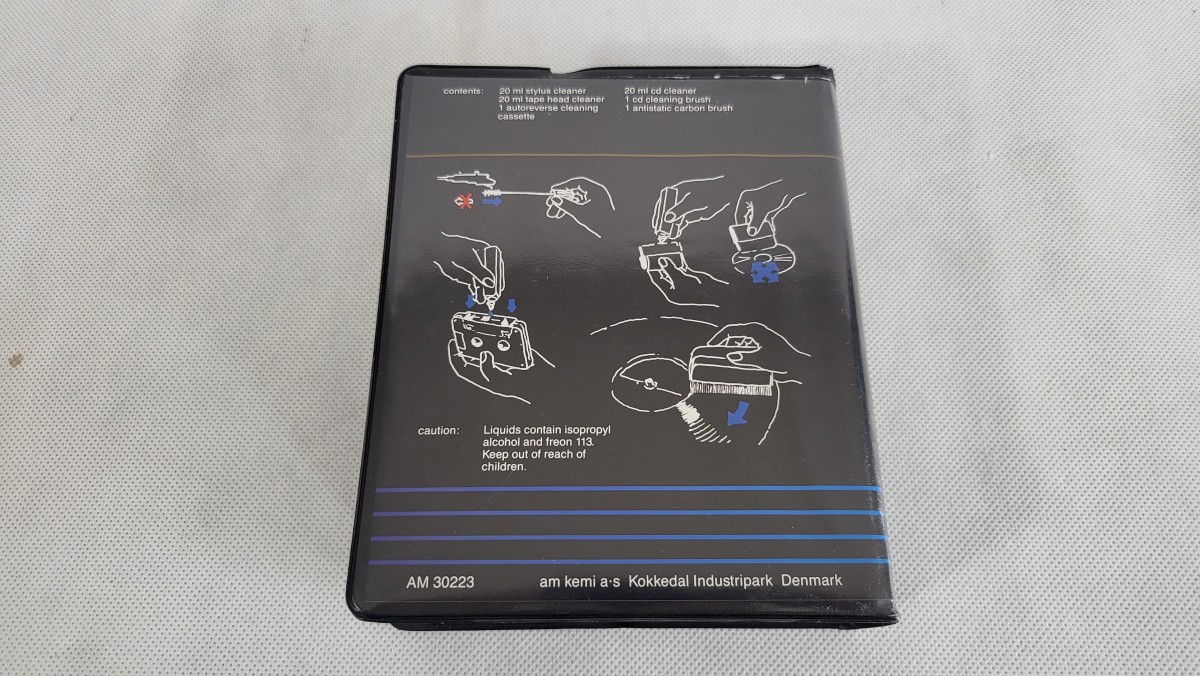 contents:
20 ml stylus cleaner
20 ml tape head cleaner
1 autoreverse cleaning
cassette
20 ml cd cleaner
1 cd cleaning brush
1 antistatic carbon brush
caution:
Liquids contain isopropyl
alcohol and freon 113.
Keep out of reach of
children.
AM 30223
am kemi a·s Kokkedal Industripark Denmark